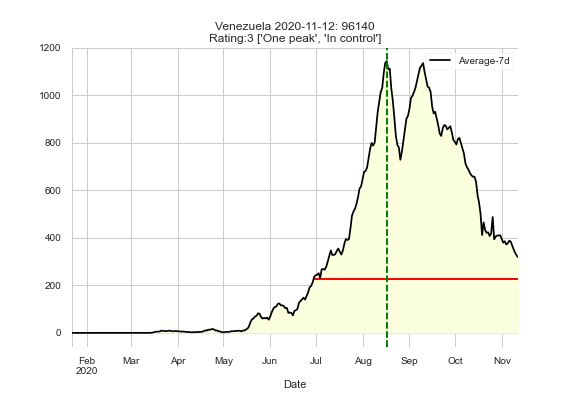 Venezuela 2020-11-12: 96140
Rating:3 ['One peak', 'In control']
Average-7d
1200
1000
800
600
400
200
0
Feb Mar Apr May Jun Jul Aug Sep Oct Nov
2020
Date